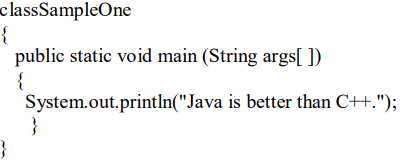 classSampleOne
{
public static void main (String args[ ])
{
System.out.println("Java is better than C++.");
}
}